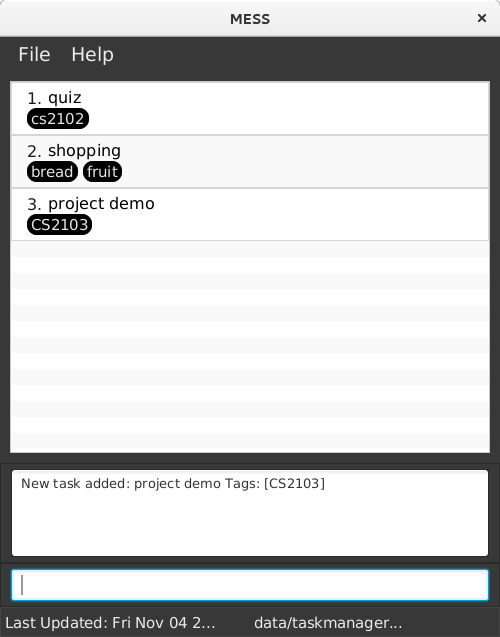 MESS ×
File Help
1. quiz
cs2102
2. shopping
bread fruit
3. project demo
CS2103
New task added: project demo Tags: [CS2103]
Last Updated: Fri Nov 04 2... data/taskmanager...